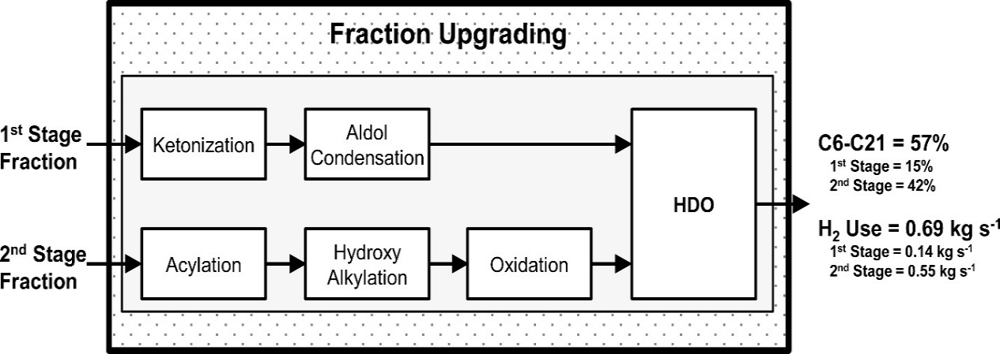 Fraction Upgrading
1st Stage
Fraction
Ketonization
Aldol
Condensation
2nd Stage
Fraction
Acylation
Hydroxy
Alkylation
Oxidation
HDO
C6-C21 = 57%
1st Stage = 15%
2nd Stage = 42%
H2 Use = 0.69 kg s-1
1st Stage = 0.14 kg s-1
2nd Stage = 0.55 kg s-1